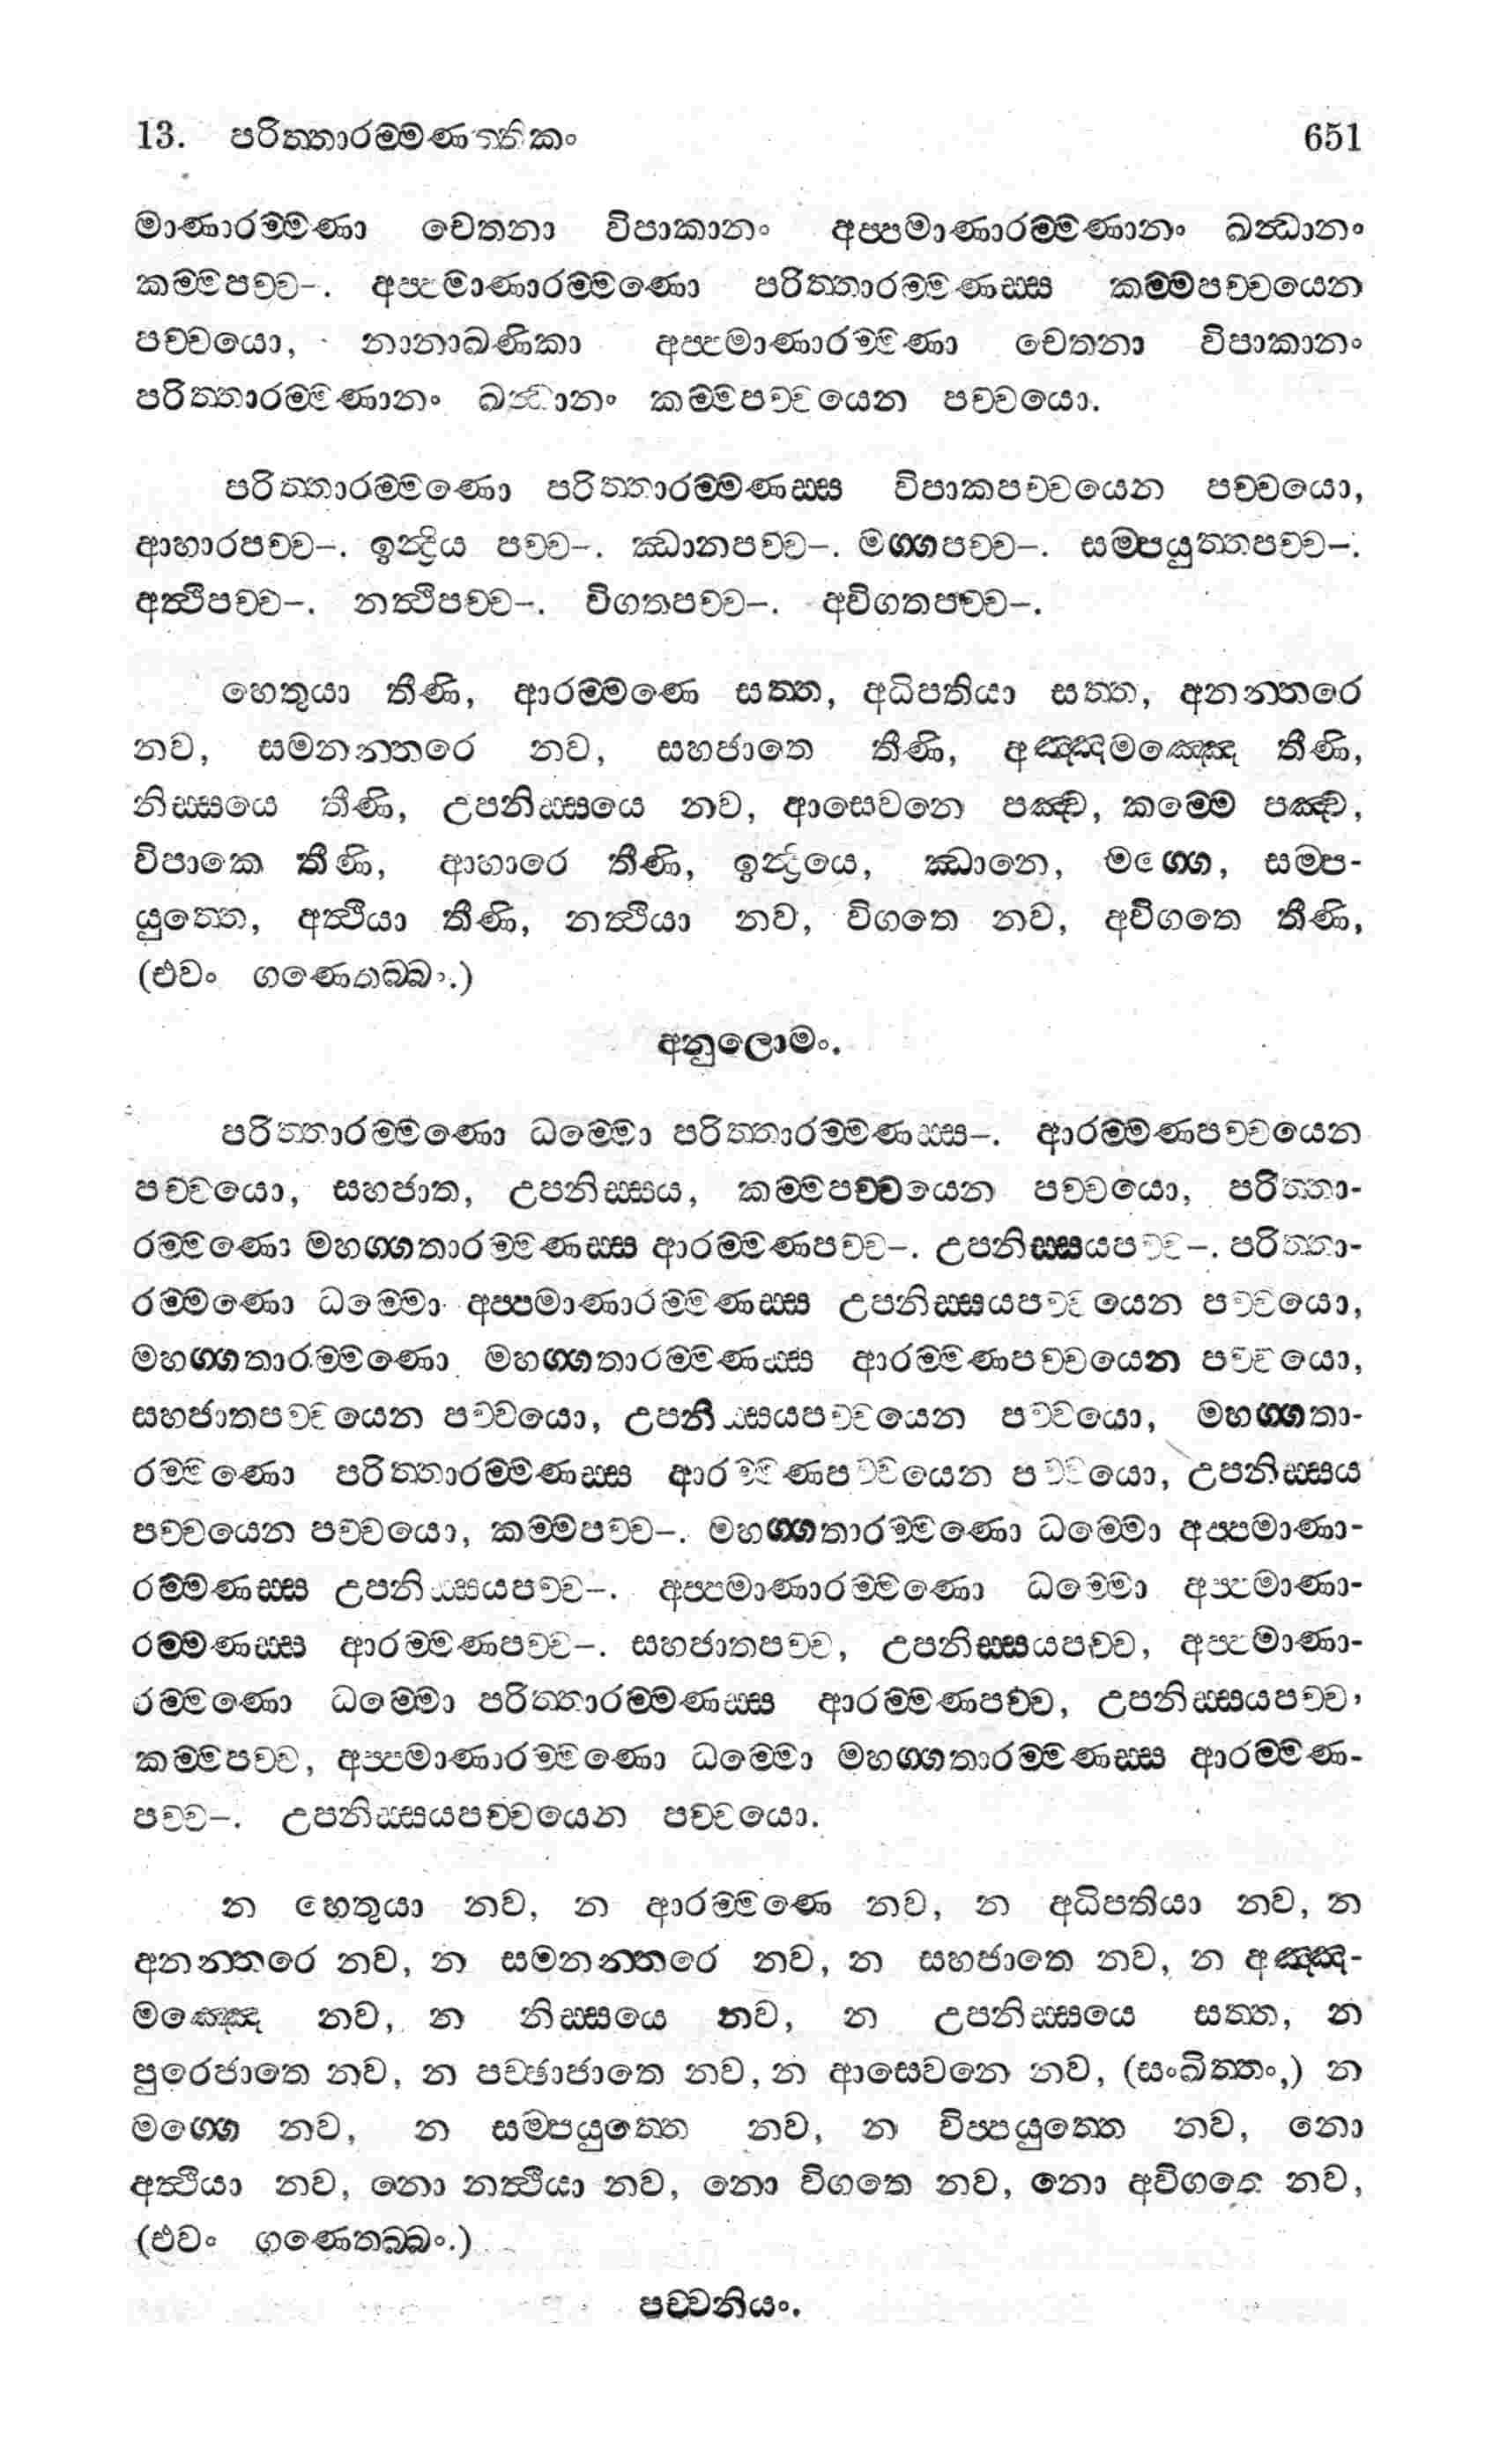 13. පරිත්තාරම්මණත්තිකං 651
මාණාරම්මණා චෙතනා විපාකානං අප්පමාණාරම්මණානං ඛන්ධානං
කම්මපච්ච–. අප්පමාණාරම්මණො පරිත්තාරම්මණස්ස කම්මපච්චයෙන
පච්චයො, නානාඛණිකා අප්පමාණාරම්මණා චෙතනා විපාකානං
පරිත්තාරම්මණානං ඛන්ධානං කම්මපච්චයෙන පච්චයො.
පරිත්තාරම්මණො පරිත්තාරම්මණස්ස විපාකපච්චයෙන පච්චයො,
ආහාරපච්ච–. ඉන්ද්‍රිය පච්ච–. ඣානපච්ච–. මග්ගපච්ච–. සම්පයුත්තපච්ච–.
අත්ථිපච්ච–. නත්ථිපච්ච–. විගතපච්ච–. අවිගතපච්ච–.
හෙතුයා තීණි, ආරම්මණෙ සත්ත, අධිපතියා සත්ත, අනන්තරෙ
නව, සමනන්තරෙ නව, සහජාතෙ තීණි, අඤ්ඤමඤ්ඤෙ තීණි,
නිස්සයෙ තීණි, උපනිස්සයෙ නව, ආසෙවනෙ පඤ්ච, කම්මෙ පඤ්ච,
විපාකෙ තීණි, ආහාරෙ තීණි, ඉන්ද්‍රියෙ, ඣානෙ, මග්ගෙ, සම්ප-
යුත්තෙ, අත්ථියා තීණි, නත්ථියා නව, විගතෙ නව, අවිගතෙ තීණි,
(එවං ගණෙතබ්බං.)
අනුලොමං.
පරිත්තාරම්මණො ධම්මො පරිත්තාරම්මණස්ස–. ආරම්මණපච්චයෙන
පච්චයො, සහජාත, උපනිස්සය, කම්මපච්චයෙන පච්චයො, පරිත්තා-
රම්මණො මහග්ගතාරම්මණස්ස ආරම්මණපච්ච–. උපනිස්සයපච්ච–. පරිත්තා-
රම්මණො ධම්මො අප්පමාණාරම්මණස්ස උපනිස්සයපච්චයෙන පච්චයො,
මහග්ගතාරම්මණො මහග්ගතාරම්මණස්ස ආරම්මණපච්චයෙන පච්චයො,
සහජාතපච්චයෙන පච්චයො, උපනිස්සයපච්චයෙන පච්චයො, මහග්ගතා-
රම්මණො පරිත්තාරම්මණස්ස ආරම්මණපච්චයෙන පච්චයො, උපනිස්සය
පච්චයෙන පච්චයො, කම්මපච්ච–. මහග්ගතාරම්මණො ධම්මො අප්පමාණා-
රම්මණස්ස උපනිස්සයපච්ච–. අප්පමාණාරම්මණො ධම්මො අප්පමාණා-
රම්මණස්ස ආරම්මණපච්ච–. සහජාතපච්ච, උපනිස්සයපච්ච, අප්පමාණා-
රම්මණො ධම්මො පරිත්තාරම්මණස්ස ආරම්මණපච්ච, උපනිස්සයපච්ච,
කම්මපච්ච, අප්පමාණාරම්මණො ධම්මො මහග්ගතාරම්මණස්ස ආරම්මණ-
පච්ච–. උපනිස්සයපච්චයෙන පච්චයො.
න හෙතුයා නව, න ආරම්මණෙ නව, න අධිපතියා නව, න
අනන්තරෙ නව, න සමනන්තරෙ නව, න සහජාතෙ නව, න අඤ්ඤ-
මඤ්ඤෙ නව, න නිස්සයෙ නව, න උපනිස්සයෙ සත්ත, න
පුරෙජාතෙ නව, න පච්ඡාජාතෙ නව, න ආසෙවනෙ නව, (සංඛිත්තං,) න
මග්ගෙ නව, න සම්පයුත්තෙ නව, න විප්පයුත්තෙ නව, නො
අත්ථියා නව, නො නත්ථියා නව, නො විගතෙ නව, නො අවිගතෙ නව,
(එවං ගණෙතබ්බං.)
පච්චනියං.